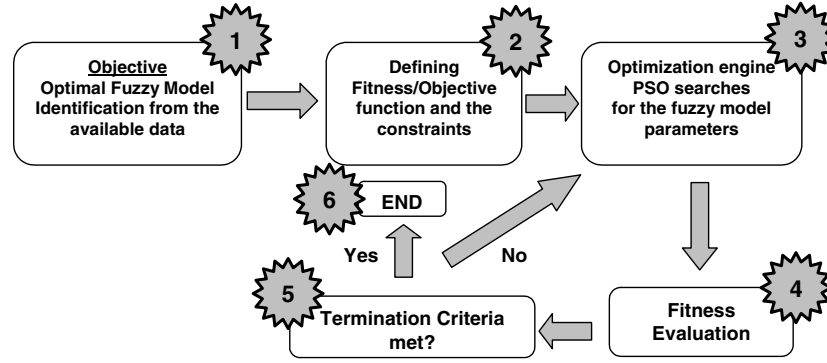 1
Objective
Optimal Fuzzy Model
Identification from the
available data
2
Defining
Fitness/Objective
function and the
constraints
3
Optimization engine
PSO searches
for the fuzzy model
parameters
4
Fitness
Evaluation
5
Termination Criteria
met?
Yes
No
6
END